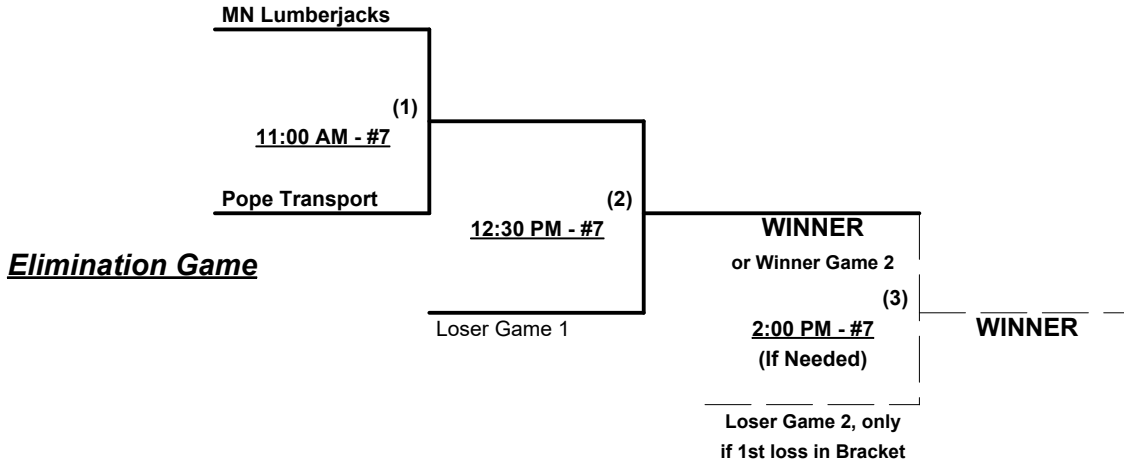 MN Lumberjacks
(1)
11:00 AM - #7
Pope Transport
(2)
12:30 PM - #7
WINNER
Elimination Game
or Winner Game 2
(3)
Loser Game 1
2:00 PM - #7
WINNER
(If Needed)
Loser Game 2, only
if 1st loss in Bracket